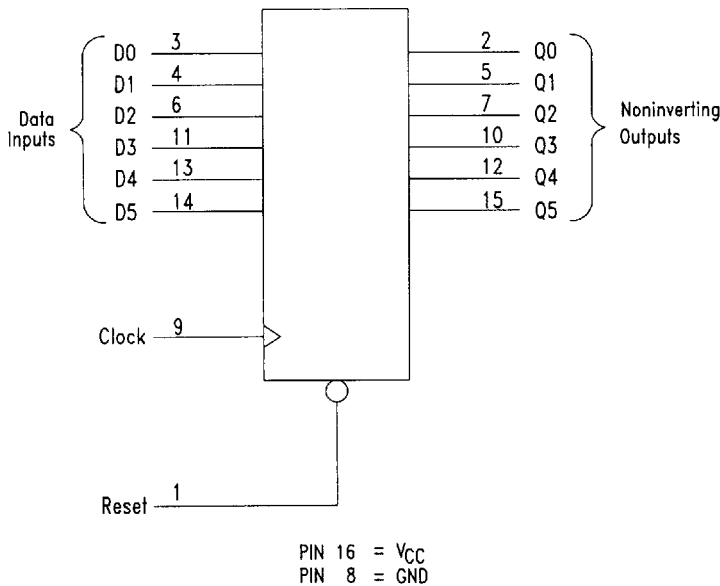 D0 3 2 Q0
D1 4 5 Q1
D2 6 7 Q2
Data Inputs
D3 11 10 Q3
Noninverting Outputs
D4 13 12 Q4
D5 14 15 Q5
Clock 9
Reset 1
PIN 16 = VCC
PIN 8 = GND